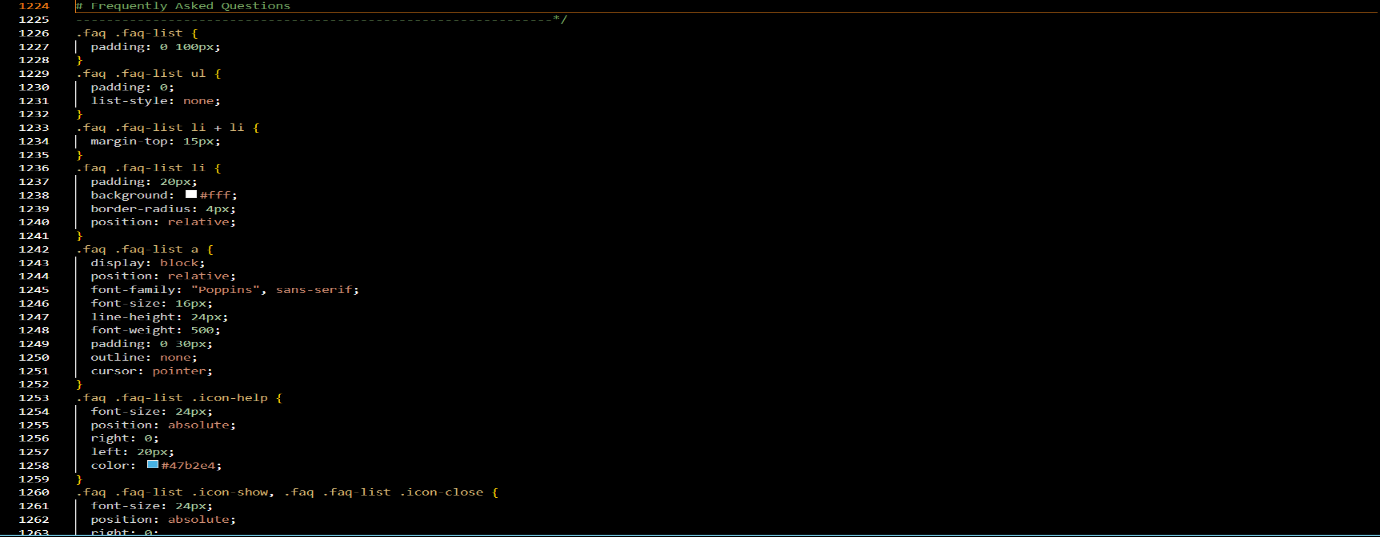 1224 # Frequently Asked Questions
1225 --------------------------------------------------------------*/
1226 .faq .faq-list {
1227   padding: 0 100px;
1228 }
1229 .faq .faq-list ul {
1230   padding: 0;
1231   list-style: none;
1232 }
1233 .faq .faq-list li + li {
1234   margin-top: 15px;
1235 }
1236 .faq .faq-list li {
1237   padding: 20px;
1238   background: #fff;
1239   border-radius: 4px;
1240   position: relative;
1241 }
1242 .faq .faq-list a {
1243   display: block;
1244   position: relative;
1245   font-family: "Poppins", sans-serif;
1246   font-size: 16px;
1247   line-height: 24px;
1248   font-weight: 500;
1249   padding: 0 30px;
1250   outline: none;
1251   cursor: pointer;
1252 }
1253 .faq .faq-list .icon-help {
1254   font-size: 24px;
1255   position: absolute;
1256   right: 0;
1257   left: 20px;
1258   color: #47b2e4;
1259 }
1260 .faq .faq-list .icon-show, .faq .faq-list .icon-close {
1261   font-size: 24px;
1262   position: absolute;
1263   right: 0;